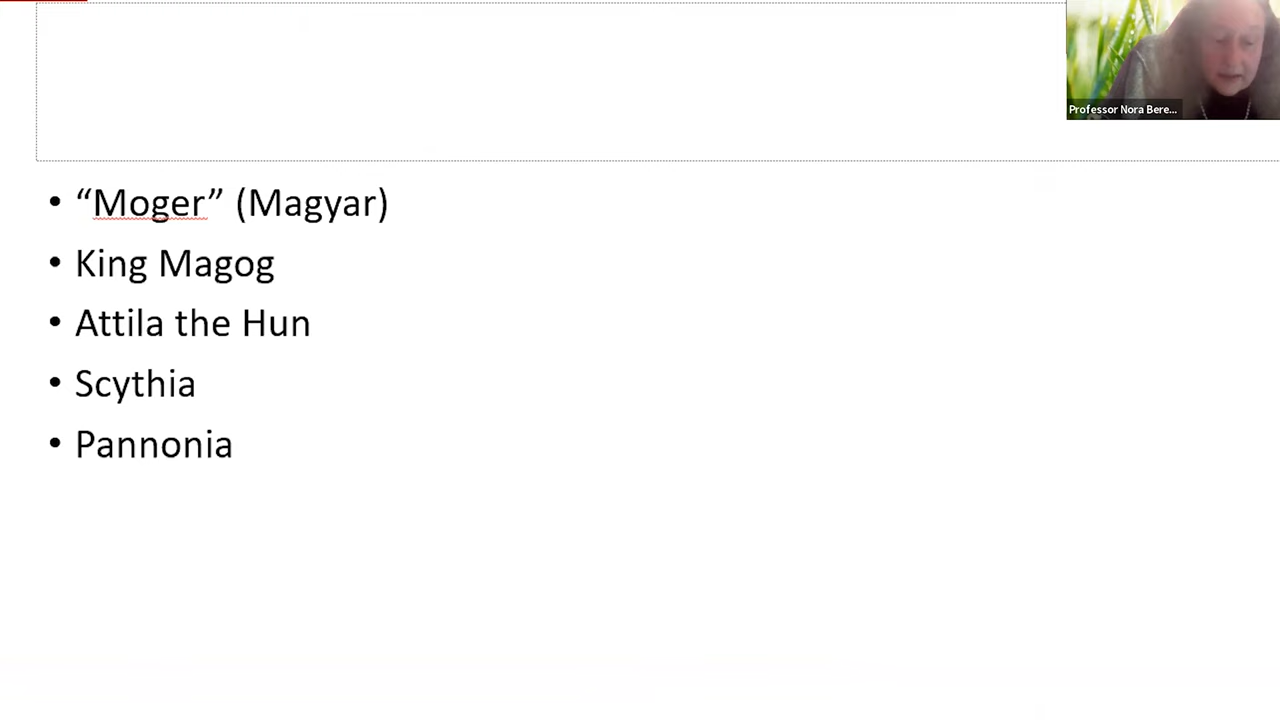 Professor Nora Bere...
• “Moger” (Magyar)
• King Magog
• Attila the Hun
• Scythia
• Pannonia